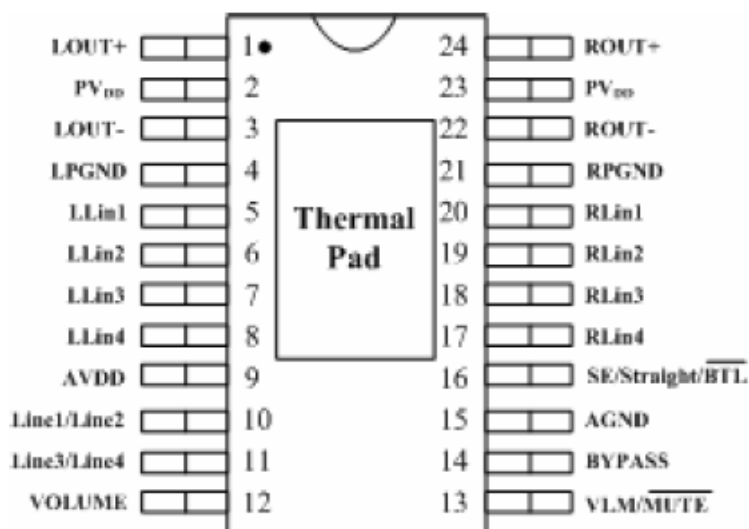 LOUT+ 1 24 ROUT+
PVDD 2 23 PVDD
LOUT- 3 22 ROUT-
LPGND 4 21 RPGND
LLin1 5 20 RLin1
LLin2 6 19 RLin2
LLin3 7 18 RLin3
LLin4 8 17 RLin4
AVDD 9 16 SE/Straight/BTL
Line1/Line2 10 15 AGND
Line3/Line4 11 14 BYPASS
VOLUME 12 13 VLM/MUTE
Thermal
Pad